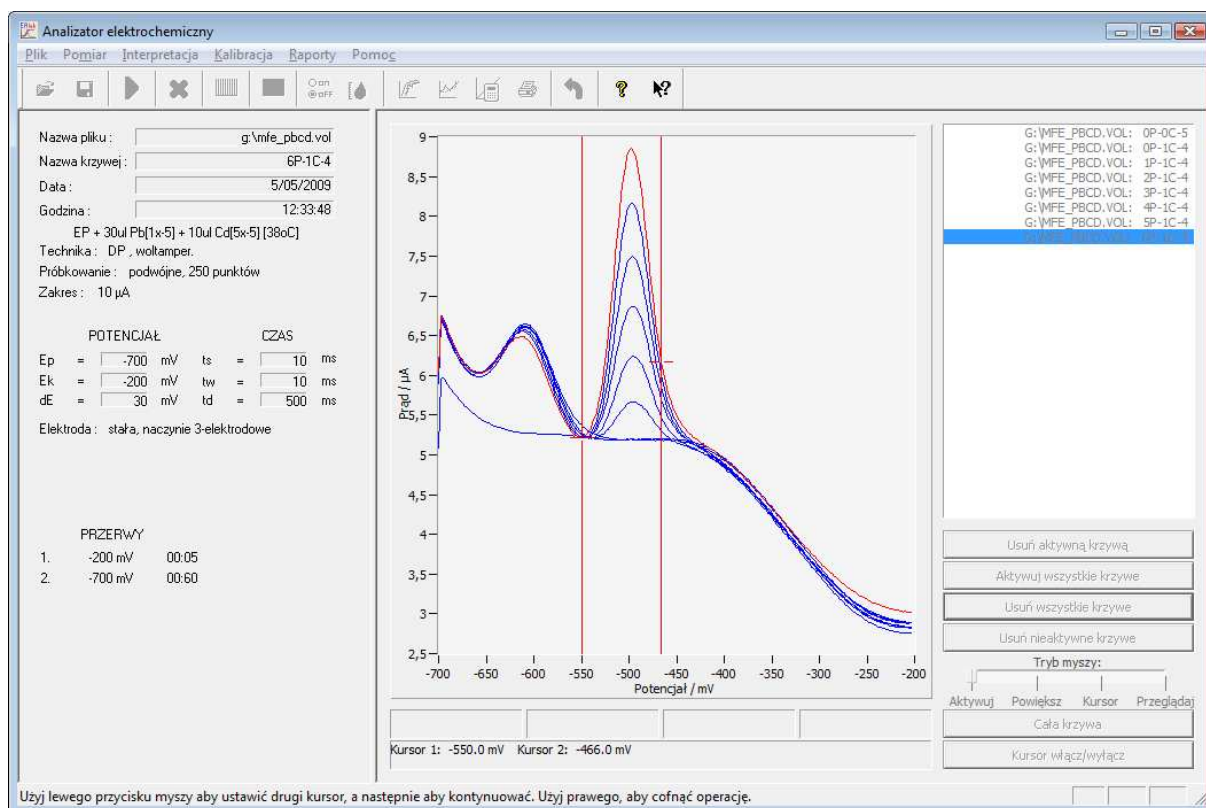 Analizator elektrochemiczny
Plik Pomiar Interpretacja Kalibracja Raporty Pomoc
On
OFF
Nazwa pliku : g:\mfe_pbcd.vol
Nazwa krzywej : 6P-1C-4
Data : 5/05/2009
Godzina : 12:33:48
EP + 30ul Pb[1x-5] + 10ul Cd[5x-5] [38oC]
Technika : DP , woltamper.
Próbkowanie : podwójne, 250 punktów
Zakres : 10 µA
POTENCJAŁ CZAS
Ep = -700 mV ts = 10 ms
Ek = -200 mV tw = 10 ms
dE = 30 mV td = 500 ms
Elektroda : stała, naczynie 3-elektrodowe
PRZERWY
1. -200 mV 00:05
2. -700 mV 00:60
9
8,5
8
7,5
7
6,5
6
5,5
5
4,5
4
3,5
3
2,5
Prąd / µA
-700 -650 -600 -550 -500 -450 -400 -350 -300 -250 -200
Potencjał / mV
Kursor 1: -550.0 mV Kursor 2: -466.0 mV
G:\MFE_PBCD.VOL: 0P-0C-5
G:\MFE_PBCD.VOL: 0P-1C-4
G:\MFE_PBCD.VOL: 1P-1C-4
G:\MFE_PBCD.VOL: 2P-1C-4
G:\MFE_PBCD.VOL: 3P-1C-4
G:\MFE_PBCD.VOL: 4P-1C-4
G:\MFE_PBCD.VOL: 5P-1C-4
G:\MFE_PBCD.VOL: 6P-1C-4
Usuń aktywną krzywą
Aktywuj wszystkie krzywe
Usuń wszystkie krzywe
Usuń nieaktywne krzywe
Tryb myszy:
Aktywuj Powiększ Kursor Przeglądaj
Cała krzywa
Kursor włącz/wyłącz
Użyj lewego przycisku myszy aby ustawić drugi kursor, a następnie aby kontynuować. Użyj prawego, aby cofnąć operację.